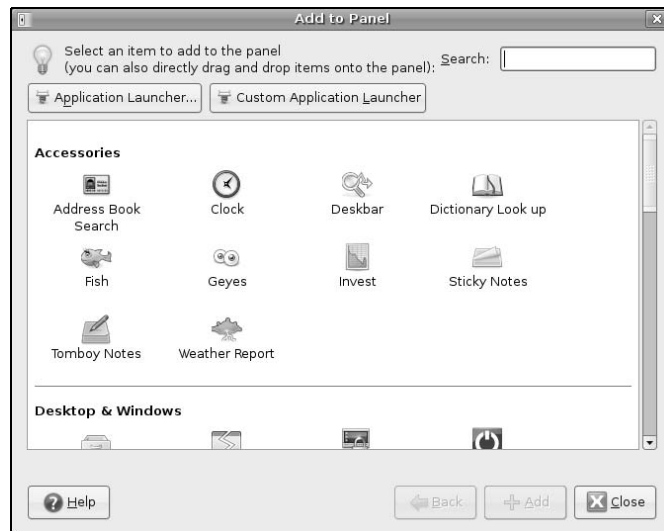 Add to Panel
Select an item to add to the panel
(you can also directly drag and drop items onto the panel):
Search:
Application Launcher...
Custom Application Launcher
Accessories
Address Book Search
Clock
Deskbar
Dictionary Look up
Fish
Geyes
Invest
Sticky Notes
Tomboy Notes
Weather Report
Desktop & Windows
Help
Back
Add
Close